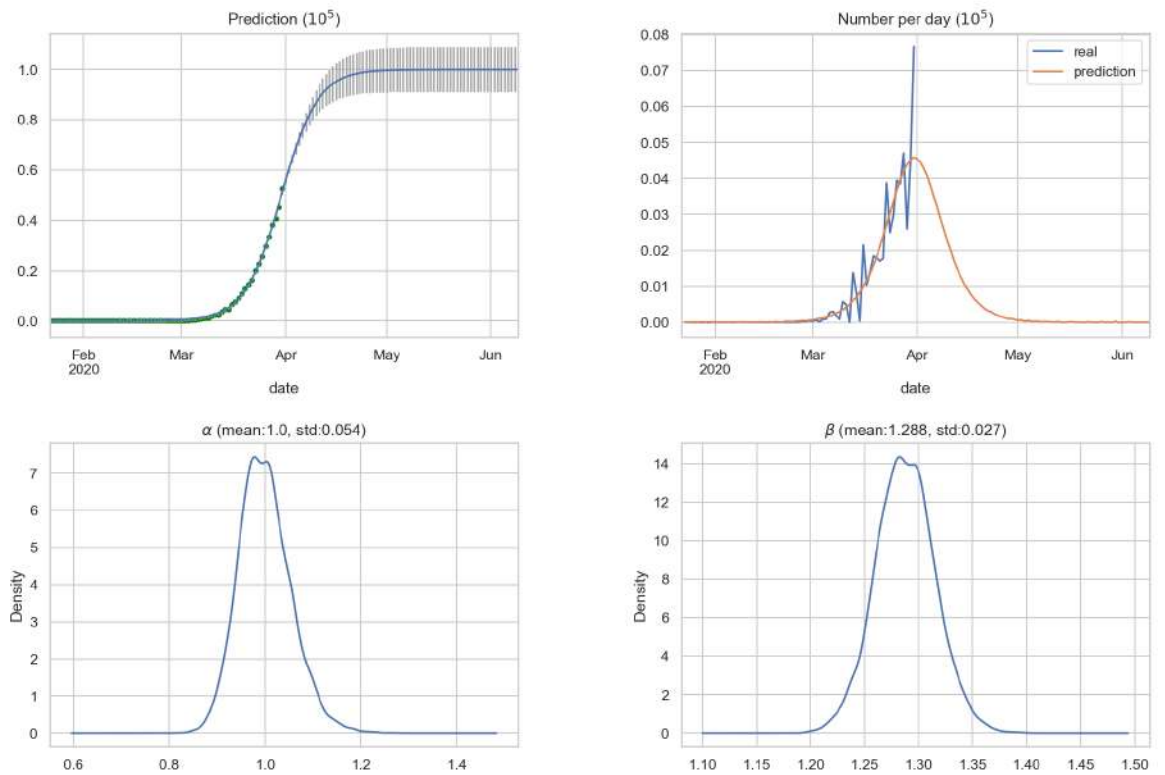 Prediction (10⁵)
1.0
0.8
0.6
0.4
0.2
0.0
Feb
2020
Mar
Apr
May
Jun
date
Number per day (10⁵)
real
prediction
0.08
0.07
0.06
0.05
0.04
0.03
0.02
0.01
0.00
Feb
2020
Mar
Apr
May
Jun
date
α (mean:1.0, std:0.054)
Density
7
6
5
4
3
2
1
0
0.6
0.8
1.0
1.2
1.4
β (mean:1.288, std:0.027)
Density
14
12
10
8
6
4
2
0
1.10
1.15
1.20
1.25
1.30
1.35
1.40
1.45
1.50